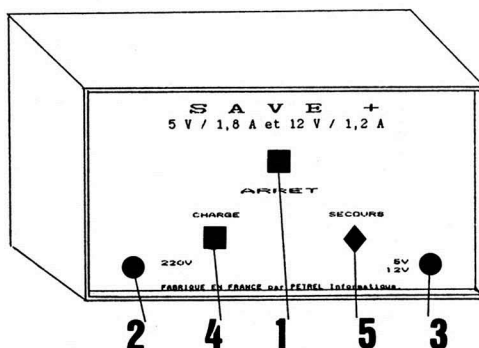 SAVE +
5 V / 1,8 A et 12 V / 1,2 A
ARRET
CHARGE
SECOURS
220V
5V
12V
FABRIQUE EN FRANCE par PETREL Informatique.
2 4 1 5 3